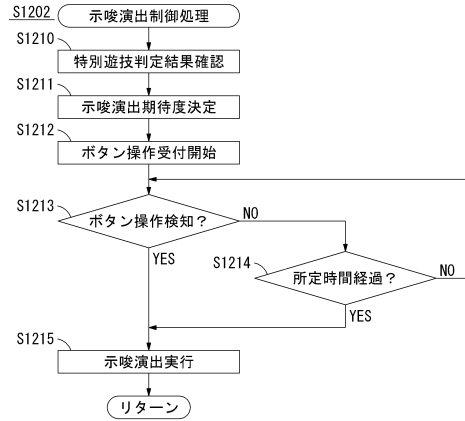 S1202
示唆演出制御処理
S1210
特別遊技判定結果確認
S1211
示唆演出期待度決定
S1212
ボタン操作受付開始
S1213
ボタン操作検知?
NO
YES
S1214
所定時間経過?
NO
YES
S1215
示唆演出実行
リターン